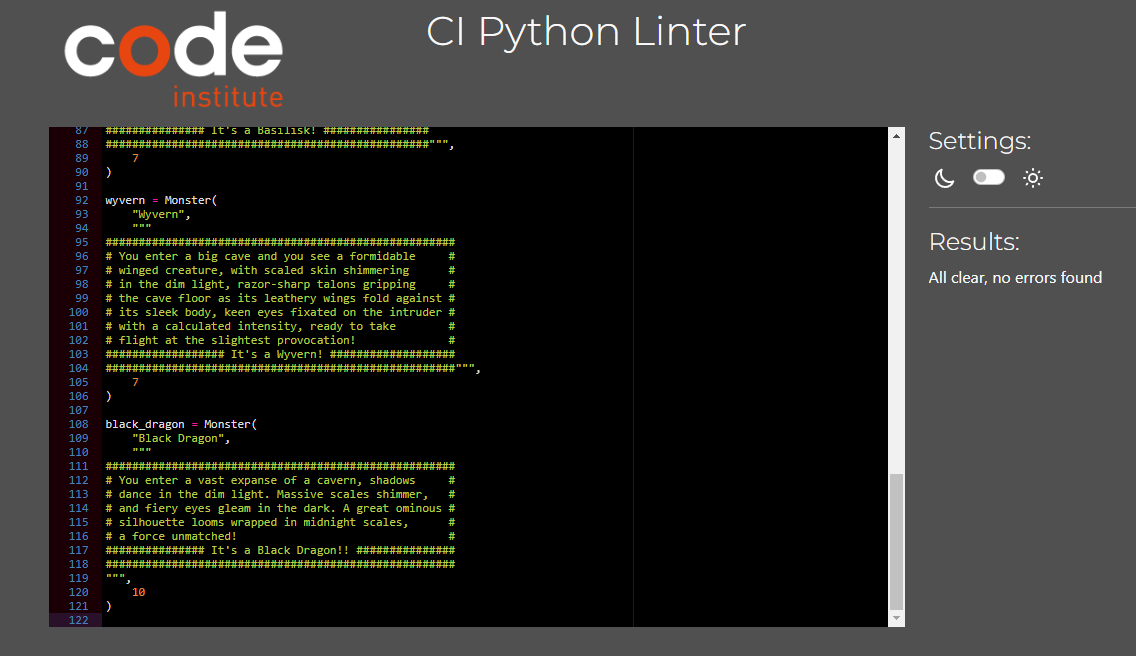 code
institute
CI Python Linter
87 ############### It's a Basilisk! ################
88 #################################################""",
89     7
90 )
91
92 wyvern = Monster(
93     "Wyvern",
94     """
95 #####################################################
96 # You enter a big cave and you see a formidable     #
97 # winged creature, with scaled skin shimmering      #
98 # in the dim light, razor-sharp talons gripping     #
99 # the cave floor as its leathery wings fold against #
100 # its sleek body, keen eyes fixated on the intruder #
101 # with a calculated intensity, ready to take        #
102 # flight at the slightest provocation!              #
103 ################## It's a Wyvern! ###################
104 #####################################################""",
105     7
106 )
107
108 black_dragon = Monster(
109     "Black Dragon",
110     """
111 #####################################################
112 # You enter a vast expanse of a cavern, shadows     #
113 # dance in the dim light. Massive scales shimmer,   #
114 # and fiery eyes gleam in the dark. A great ominous #
115 # silhouette looms wrapped in midnight scales,      #
116 # a force unmatched!                                #
117 ############### It's a Black Dragon!! ###############
118 #####################################################
119 """,
120     10
121 )
122
Settings:
Results:
All clear, no errors found